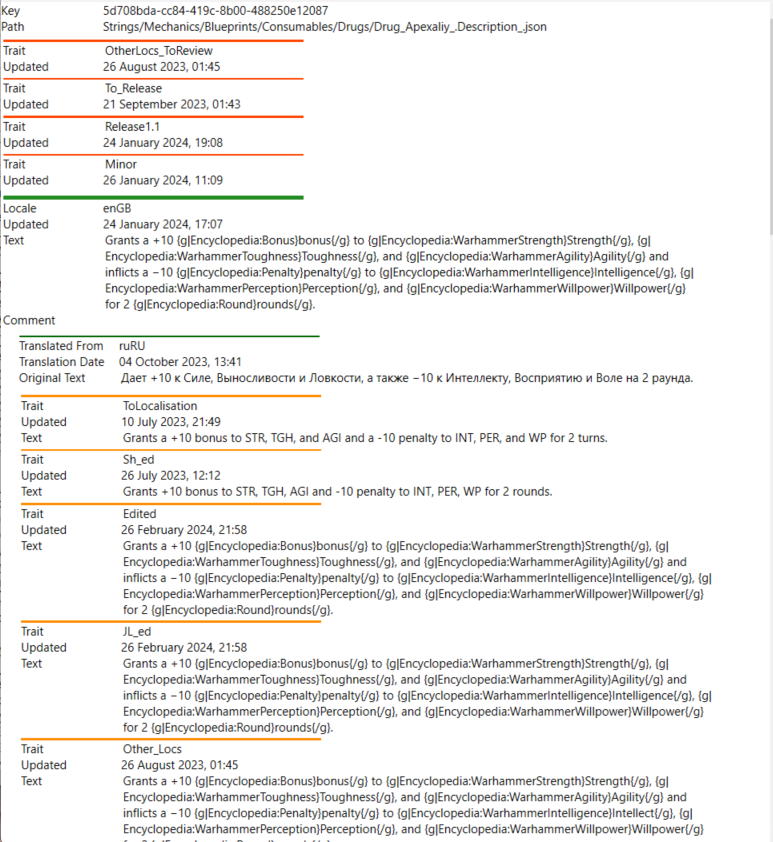 Key 5d708bda-cc84-419c-8b00-488250e12087
Path Strings/Mechanics/Blueprints/Consumables/Drugs/Drug_Apexaliy_.Description_.json
Trait OtherLocs_ToReview
Updated 26 August 2023, 01:45
Trait To_Release
Updated 21 September 2023, 01:43
Trait Release1.1
Updated 24 January 2024, 19:08
Trait Minor
Updated 26 January 2024, 11:09
Locale enGB
Updated 24 January 2024, 17:07
Text Grants a +10 {g|Encyclopedia:Bonus}bonus{/g} to {g|Encyclopedia:WarhammerStrength}Strength{/g}, {g|
Encyclopedia:WarhammerToughness}Toughness{/g}, and {g|Encyclopedia:WarhammerAgility}Agility{/g} and
inflicts a −10 {g|Encyclopedia:Penalty}penalty{/g} to {g|Encyclopedia:WarhammerIntelligence}Intelligence{/g}, {g|
Encyclopedia:WarhammerPerception}Perception{/g}, and {g|Encyclopedia:WarhammerWillpower}Willpower{/g}
for 2 {g|Encyclopedia:Round}rounds{/g}.
Comment
Translated From ruRU
Translation Date 04 October 2023, 13:41
Original Text Дает +10 к Силе, Выносливости и Ловкости, а также −10 к Интеллекту, Восприятию и Воле на 2 раунда.
Trait ToLocalisation
Updated 10 July 2023, 21:49
Text Grants a +10 bonus to STR, TGH, and AGI and a -10 penalty to INT, PER, and WP for 2 turns.
Trait Sh_ed
Updated 26 July 2023, 12:12
Text Grants +10 bonus to STR, TGH, AGI and -10 penalty to INT, PER, WP for 2 rounds.
Trait Edited
Updated 26 February 2024, 21:58
Text Grants a +10 {g|Encyclopedia:Bonus}bonus{/g} to {g|Encyclopedia:WarhammerStrength}Strength{/g}, {g|
Encyclopedia:WarhammerToughness}Toughness{/g}, and {g|Encyclopedia:WarhammerAgility}Agility{/g} and
inflicts a −10 {g|Encyclopedia:Penalty}penalty{/g} to {g|Encyclopedia:WarhammerIntelligence}Intelligence{/g}, {g|
Encyclopedia:WarhammerPerception}Perception{/g}, and {g|Encyclopedia:WarhammerWillpower}Willpower{/g}
for 2 {g|Encyclopedia:Round}rounds{/g}.
Trait JL_ed
Updated 26 February 2024, 21:58
Text Grants a +10 {g|Encyclopedia:Bonus}bonus{/g} to {g|Encyclopedia:WarhammerStrength}Strength{/g}, {g|
Encyclopedia:WarhammerToughness}Toughness{/g}, and {g|Encyclopedia:WarhammerAgility}Agility{/g} and
inflicts a −10 {g|Encyclopedia:Penalty}penalty{/g} to {g|Encyclopedia:WarhammerIntelligence}Intelligence{/g}, {g|
Encyclopedia:WarhammerPerception}Perception{/g}, and {g|Encyclopedia:WarhammerWillpower}Willpower{/g}
for 2 {g|Encyclopedia:Round}rounds{/g}.
Trait Other_Locs
Updated 26 August 2023, 01:45
Text Grants a +10 {g|Encyclopedia:Bonus}bonus{/g} to {g|Encyclopedia:WarhammerStrength}Strength{/g}, {g|
Encyclopedia:WarhammerToughness}Toughness{/g}, and {g|Encyclopedia:WarhammerAgility}Agility{/g} and
inflicts a −10 {g|Encyclopedia:Penalty}penalty{/g} to {g|Encyclopedia:WarhammerIntelligence}Intellect{/g}, {g|
Encyclopedia:WarhammerPerception}Perception{/g}, and {g|Encyclopedia:WarhammerWillpower}Willpower{/g}